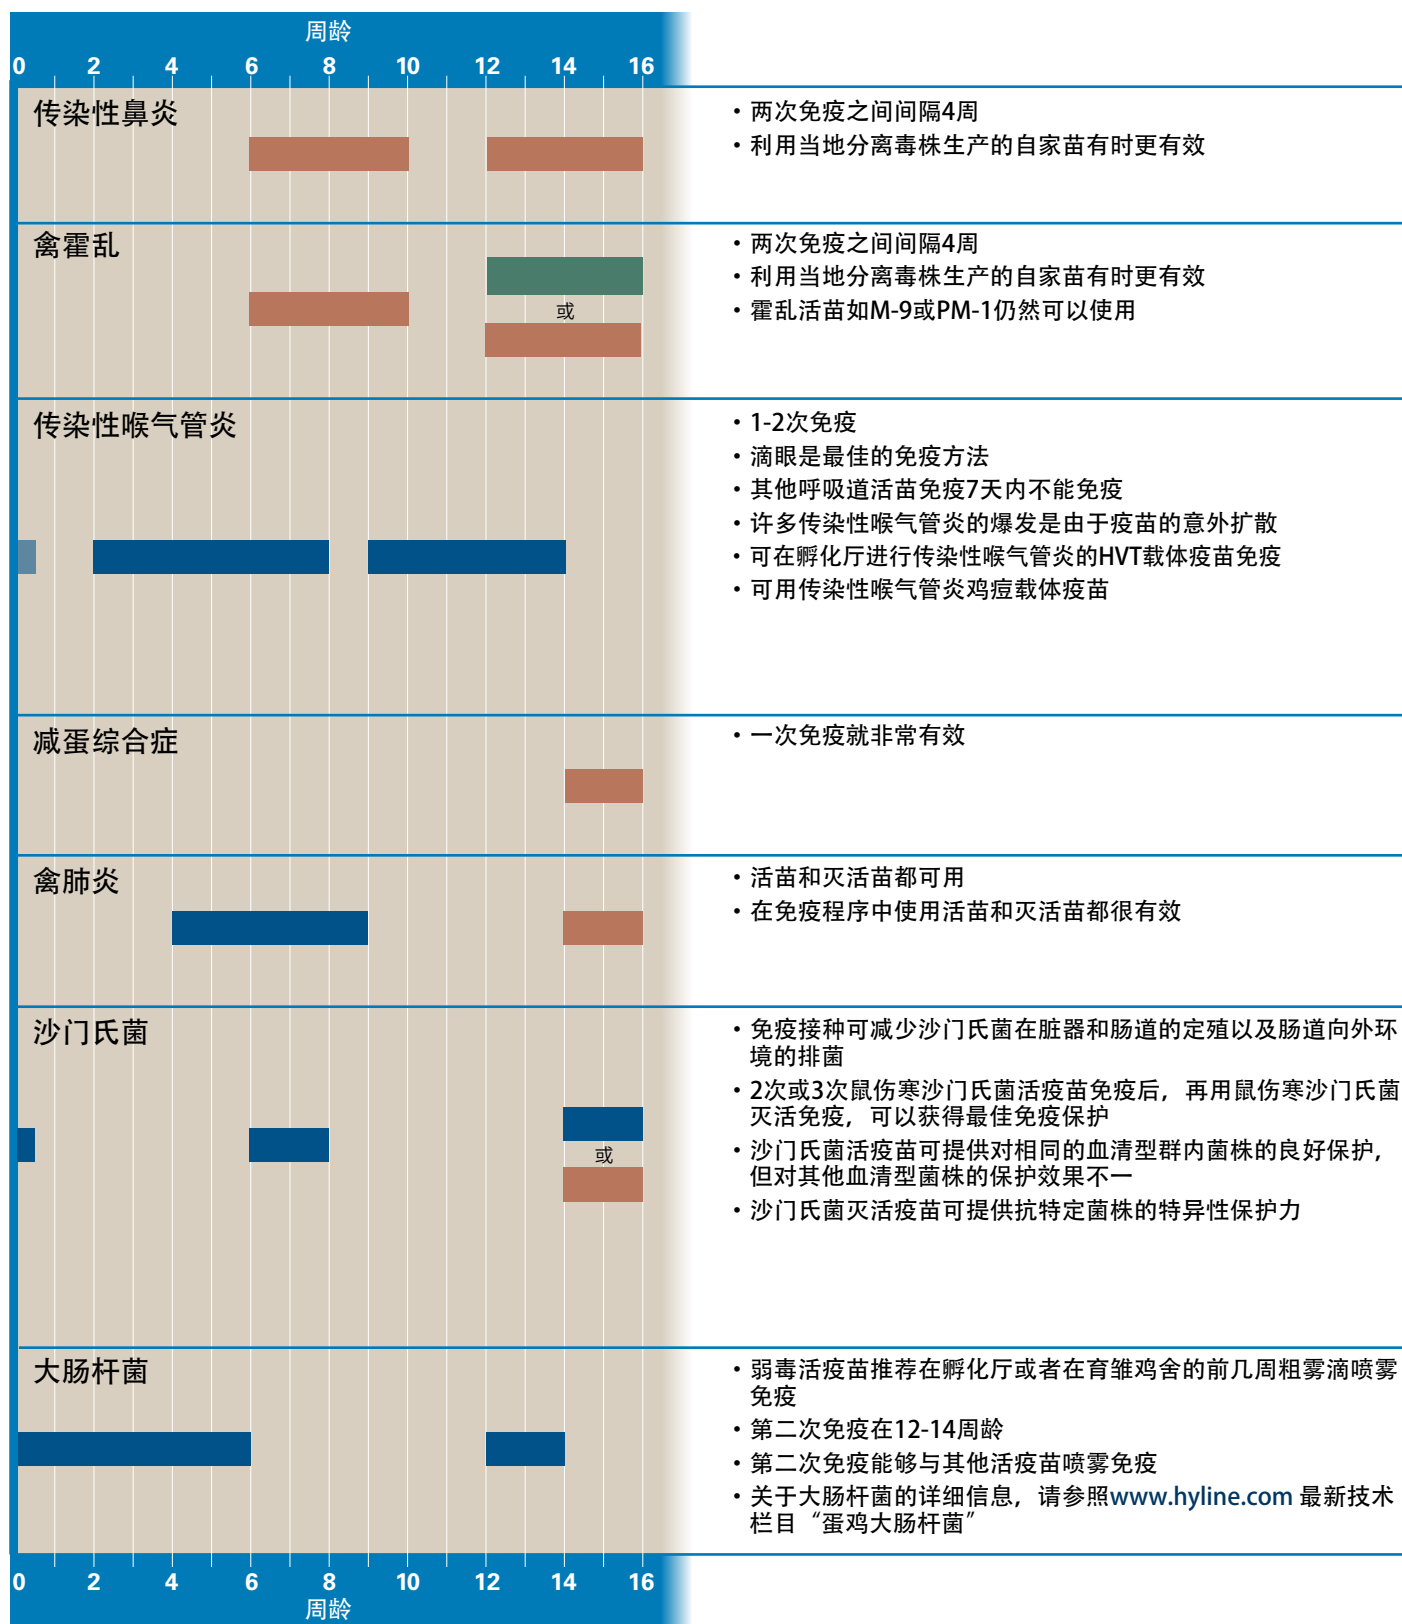 周龄
0 2 4 6 8 10 12 14 16
传染性鼻炎
・两次免疫之间间隔4周
・利用当地分离毒株生产的自家苗有时更有效
禽霍乱
或
・两次免疫之间间隔4周
・利用当地分离毒株生产的自家苗有时更有效
・霍乱活苗如M-9或PM-1仍然可以使用
传染性喉气管炎
・1-2次免疫
・滴眼是最佳的免疫方法
・其他呼吸道活苗免疫7天内不能免疫
・许多传染性喉气管炎的爆发是由于疫苗的意外扩散
・可在孵化厅进行传染性喉气管炎的HVT载体疫苗免疫
・可用传染性喉气管炎鸡痘载体疫苗
减蛋综合症
・一次免疫就非常有效
禽肺炎
・活苗和灭活苗都可用
・在免疫程序中使用活苗和灭活苗都很有效
沙门氏菌
或
・免疫接种可减少沙门氏菌在脏器和肠道的定殖以及肠道向外环
境的排菌
・2次或3次鼠伤寒沙门氏菌活疫苗免疫后，再用鼠伤寒沙门氏菌
灭活免疫，可以获得最佳免疫保护
・沙门氏菌活疫苗可提供对相同的血清型群内菌株的良好保护，
但对其他血清型菌株的保护效果不一
・沙门氏菌灭活疫苗可提供抗特定菌株的特异性保护力
大肠杆菌
・弱毒活疫苗推荐在孵化厅或者在育雏鸡舍的前几周粗雾滴喷雾
免疫
・第二次免疫在12-14周龄
・第二次免疫能够与其他活疫苗喷雾免疫
・关于大肠杆菌的详细信息，请参照www.hyline.com 最新技术
栏目“蛋鸡大肠杆菌”
0 2 4 6 8 10 12 14 16
周龄